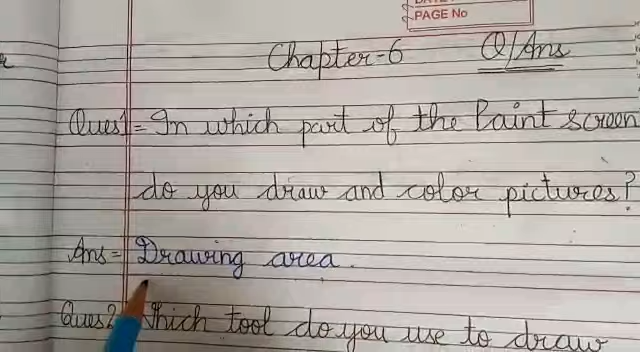 PAGE No
Chapter-6 Q/Ans
Ques1 = In which part of the Paint screen
do you draw and color pictures?
Ans = Drawing area.
Ques2 Which tool do you use to draw